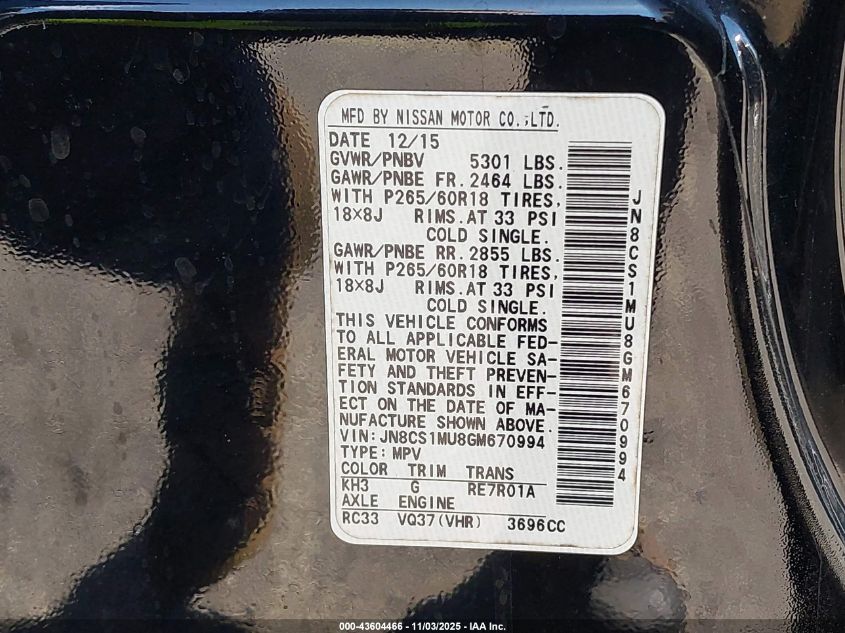 MFD BY NISSAN MOTOR CO.,LTD.
DATE 12/15
GVWR/PNBV 5301 LBS.
GAWR/PNBE FR. 2464 LBS.
WITH P265/60R18 TIRES,
18×8J RIMS.AT 33 PSI
COLD SINGLE.
GAWR/PNBE RR. 2855 LBS.
WITH P265/60R18 TIRES,
18×8J RIMS.AT 33 PSI
COLD SINGLE.
THIS VEHICLE CONFORMS
TO ALL APPLICABLE FED-
ERAL MOTOR VEHICLE SA-
FETY AND THEFT PREVEN-
TION STANDARDS IN EFF-
ECT ON THE DATE OF MA-
NUFACTURE SHOWN ABOVE.
VIN:JN8CS1MU8GM670994
TYPE:MPV
COLOR TRIM TRANS
KH3 G RE7R01A
AXLE ENGINE
RC33 VQ37(VHR) 3696CC
JN8CS1MU8GM670994
000-43604466 - 11/03/2025 - IAA Inc.